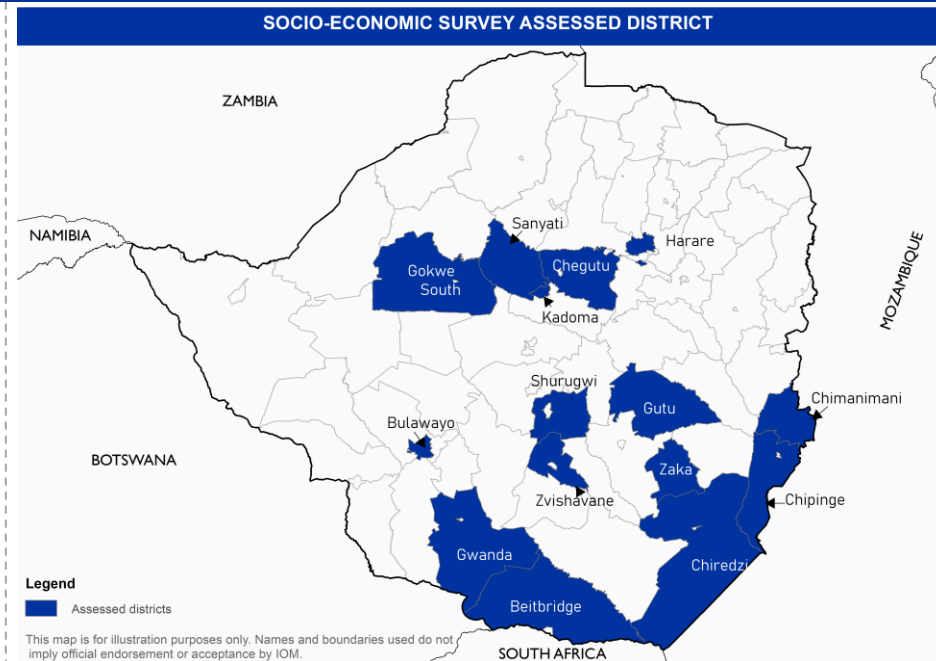 SOCIO-ECONOMIC SURVEY ASSESSED DISTRICT
ZAMBIA
NAMIBIA
Sanyati
Harare
Gokwe
South
Chegutu
Kadoma
MOZAMBIQUE
Shurugwi
Gutu
Chimanimani
Bulawayo
BOTSWANA
Zaka
Zvishavane
Chipinge
Gwanda
Chiredzi
Beitbridge
Legend
Assessed districts
This map is for illustration purposes only. Names and boundaries used do not
imply official endorsement or acceptance by IOM.
SOUTH AFRICA